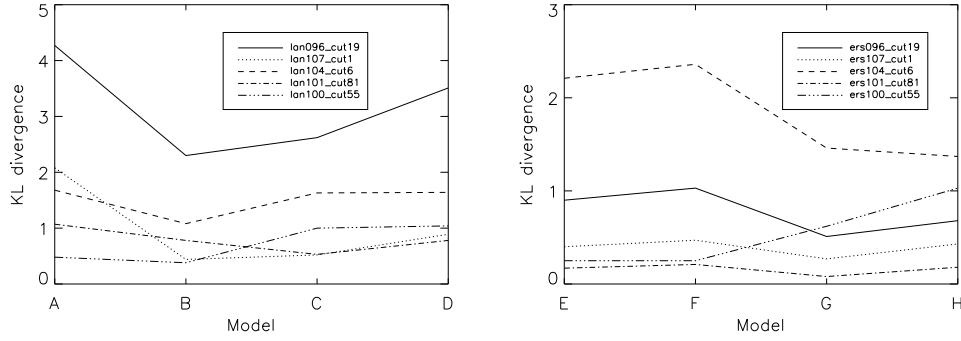 5
4
3
2
1
0
KL divergence
lan096_cut19
lan107_cut1
lan104_cut6
lan101_cut81
lan100_cut55
A B C D
Model
3
2
1
0
KL divergence
ers096_cut19
ers107_cut1
ers104_cut6
ers101_cut81
ers100_cut55
E F G H
Model